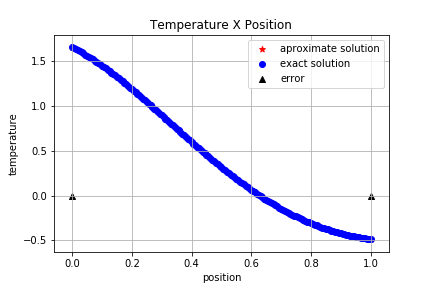 Temperature X Position
aproximate solution
exact solution
error
temperature
1.5
1.0
0.5
0.0
−0.5
0.0 0.2 0.4 0.6 0.8 1.0
position